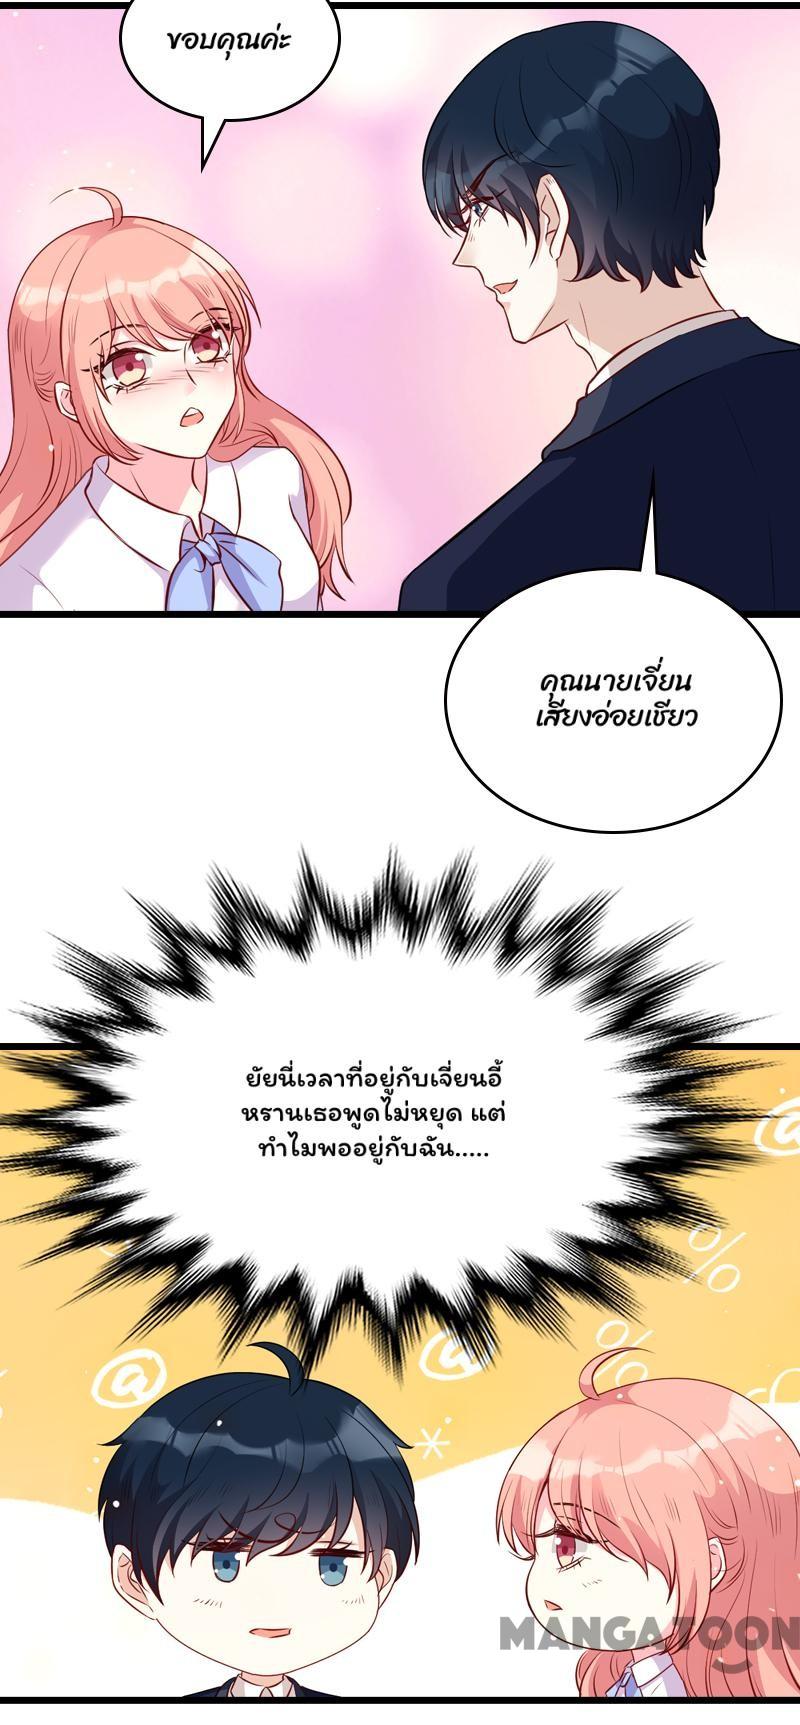 ขอบคุณค่ะ
คุณนายเจี่ยน
เสียงอ่อยเชียว
ยัยนี่เวลาที่อยู่กับเจี่ยนอี้
หรานเธอพูดไม่หยุด แต่
ทำไมพออยู่กับฉัน.....
@
%
@
%
@
*
MANGATOON